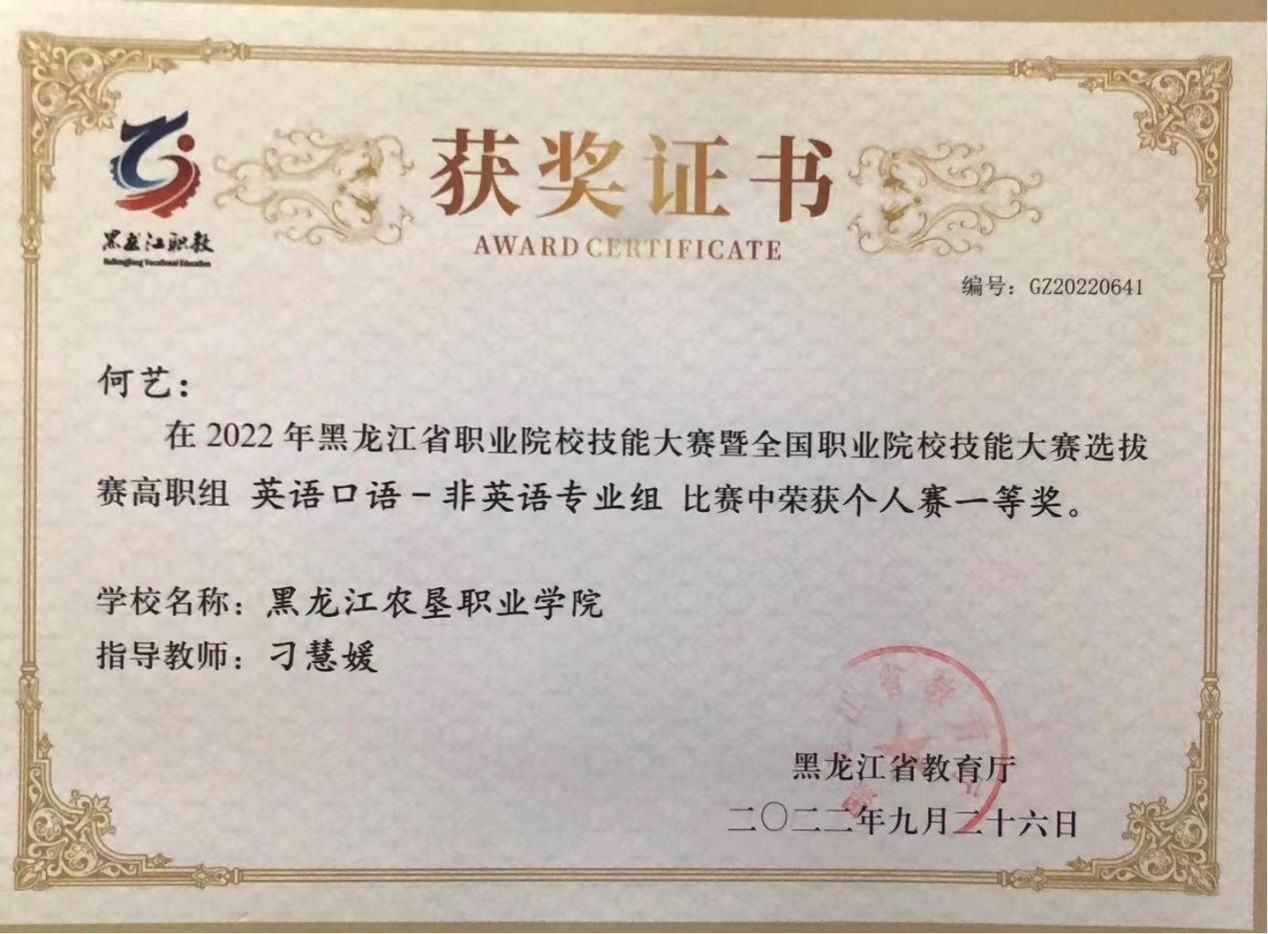 获奖证书
AWARD CERTIFICATE
黑龙江职教
Heilongjiang Vocational Education
编号：GZ20220641
何艺：
在 2022 年黑龙江省职业院校技能大赛暨全国职业院校技能大赛选拔
赛高职组 英语口语－非英语专业组 比赛中荣获个人赛一等奖。
学校名称：黑龙江农垦职业学院
指导教师：刁慧媛
黑龙江省教育厅
二〇二二年九月二十六日